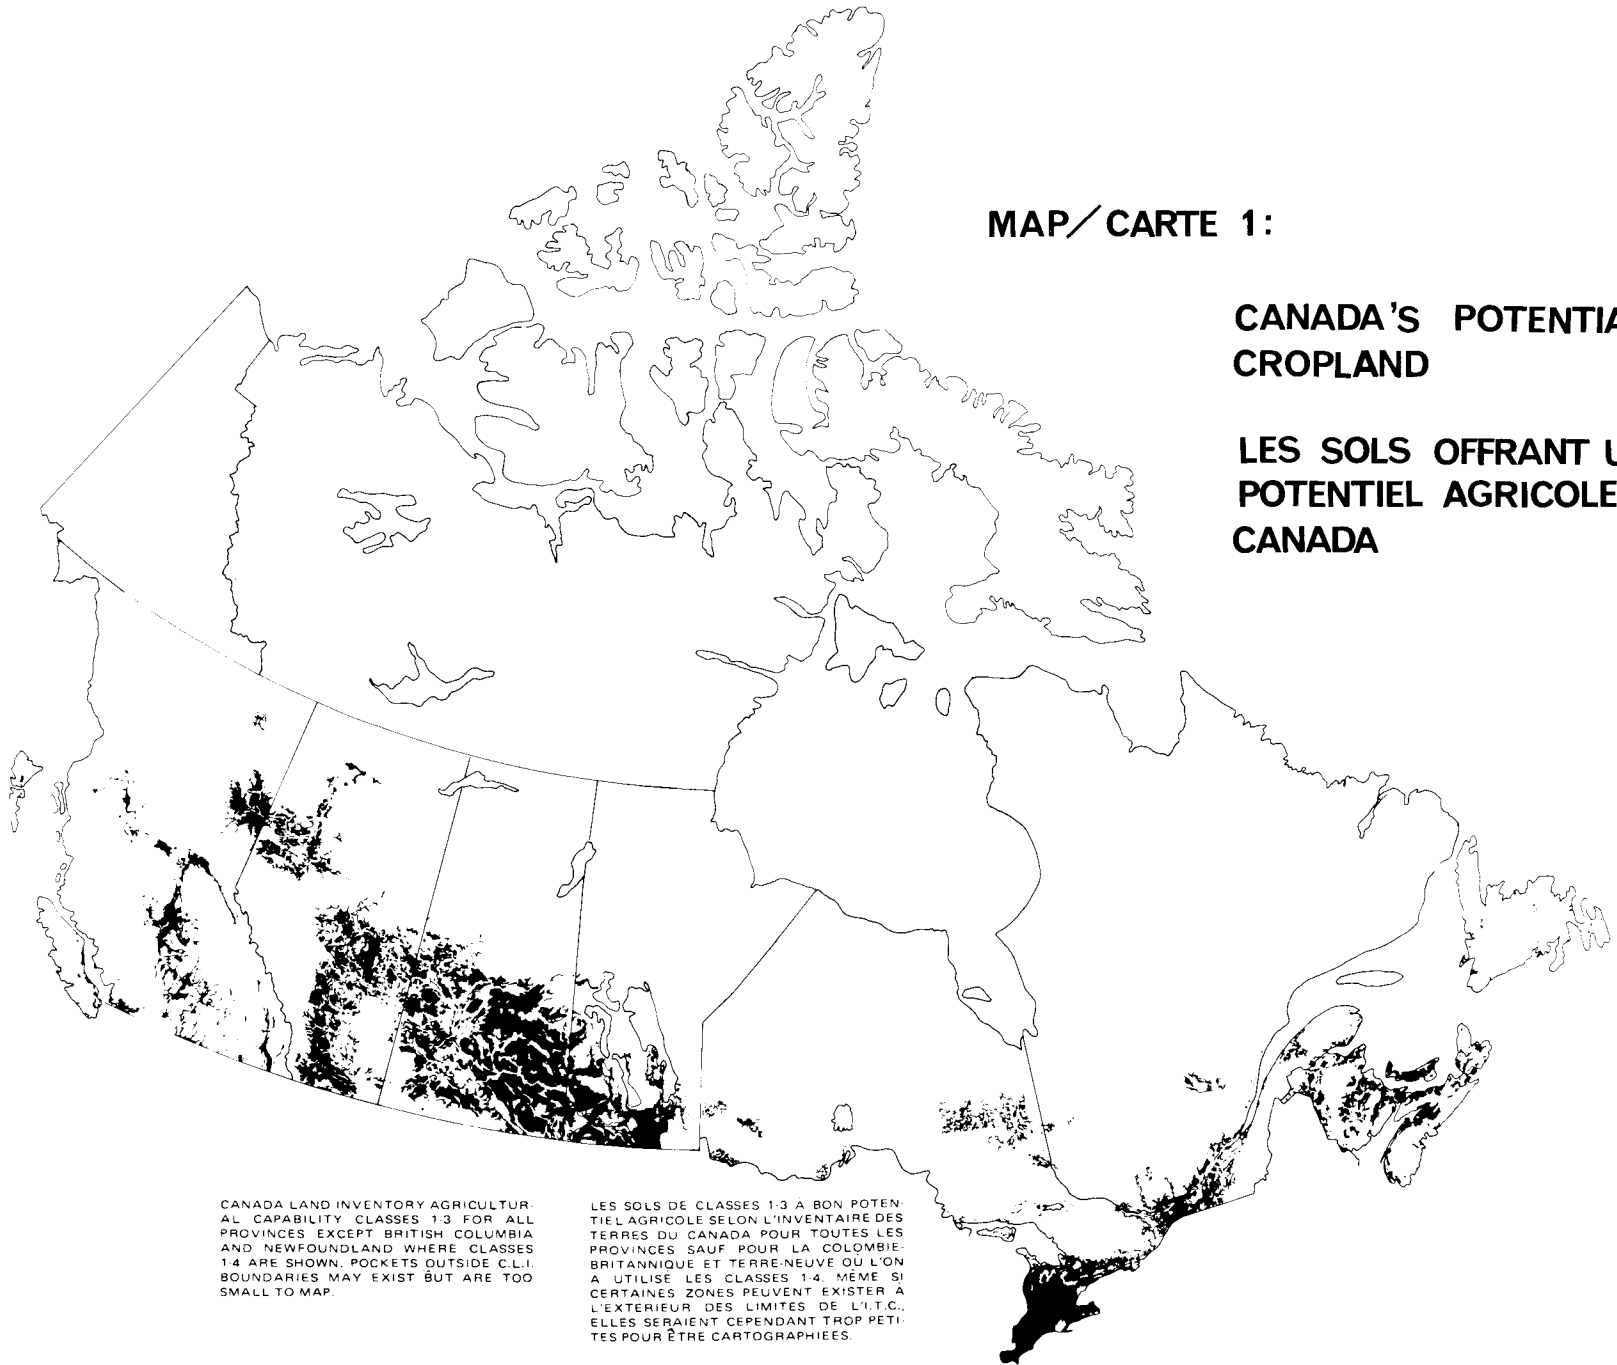 MAP/CARTE 1:
CANADA'S POTENTIA
CROPLAND
LES SOLS OFFRANT U
POTENTIEL AGRICOLE
CANADA
CANADA LAND INVENTORY AGRICULTUR-
AL CAPABILITY CLASSES 1-3 FOR ALL
PROVINCES EXCEPT BRITISH COLUMBIA
AND NEWFOUNDLAND WHERE CLASSES
1-4 ARE SHOWN. POCKETS OUTSIDE C.L.I.
BOUNDARIES MAY EXIST BUT ARE TOO
SMALL TO MAP.
LES SOLS DE CLASSES 1-3 À BON POTEN-
TIEL AGRICOLE SELON L'INVENTAIRE DES
TERRES DU CANADA POUR TOUTES LES
PROVINCES SAUF POUR LA COLOMBIE-
BRITANNIQUE ET TERRE-NEUVE OÙ L'ON
A UTILISÉ LES CLASSES 1-4. MÊME SI
CERTAINES ZONES PEUVENT EXISTER À
L'EXTÉRIEUR DES LIMITES DE L'I.T.C.,
ELLES SERAIENT CEPENDANT TROP PETI-
TES POUR ÊTRE CARTOGRAPHIÉES.